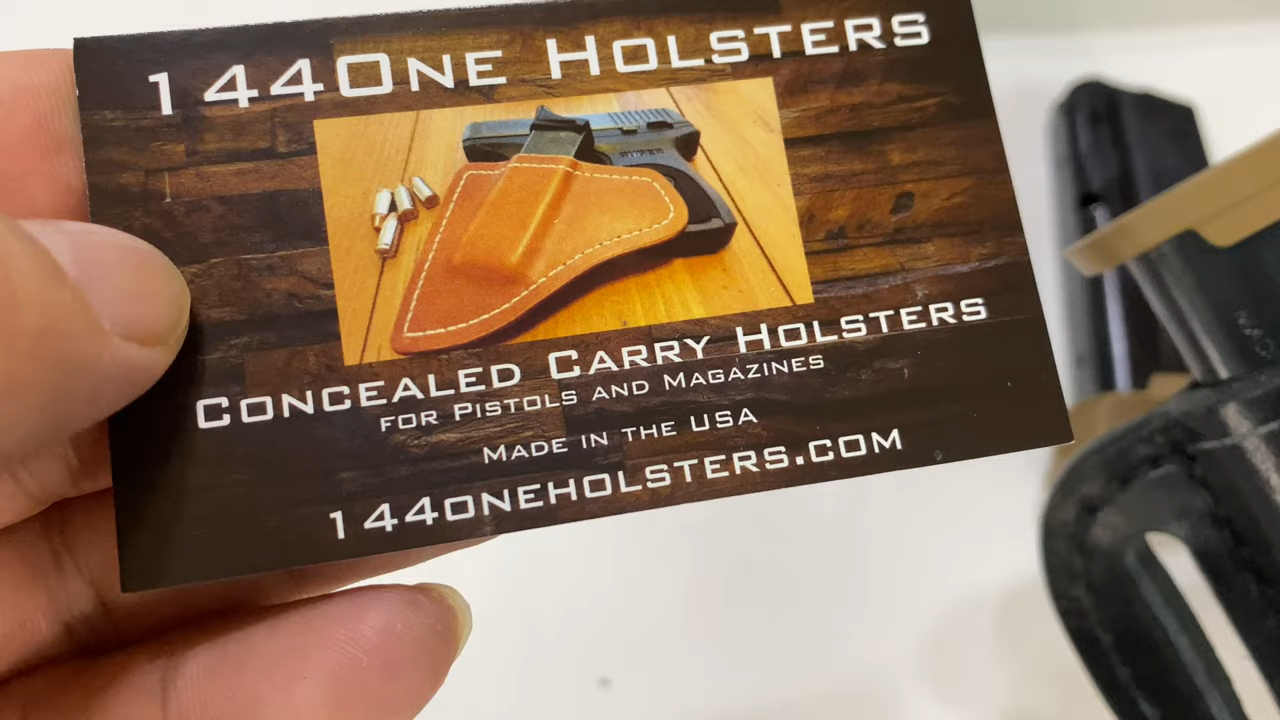 144One Holsters
Concealed Carry Holsters
for Pistols and Magazines
Made in the USA
144oneholsters.com